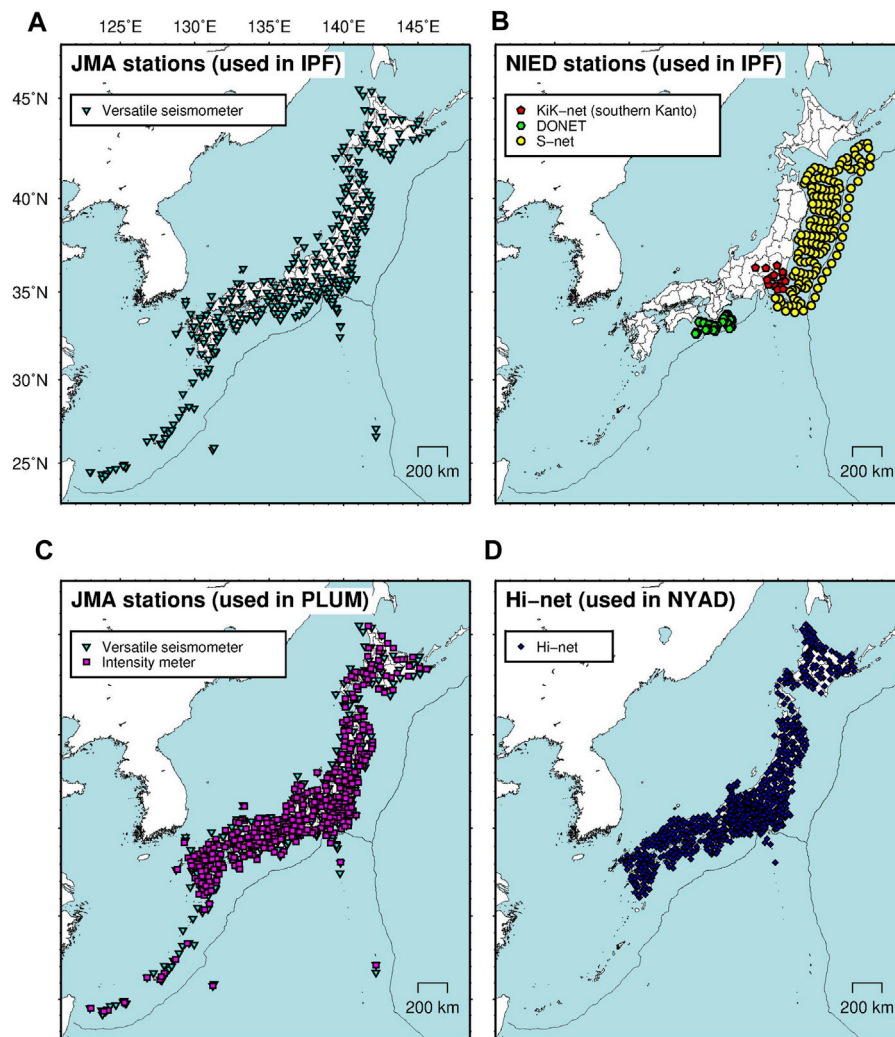 A
125°E 130°E 135°E 140°E 145°E
JMA stations (used in IPF)
Versatile seismometer
45°N
40°N
35°N
30°N
25°N
200 km
B
NIED stations (used in IPF)
KiK−net (southern Kanto)
DONET
S−net
200 km
C
JMA stations (used in PLUM)
Versatile seismometer
Intensity meter
200 km
D
Hi−net (used in NYAD)
Hi−net
200 km